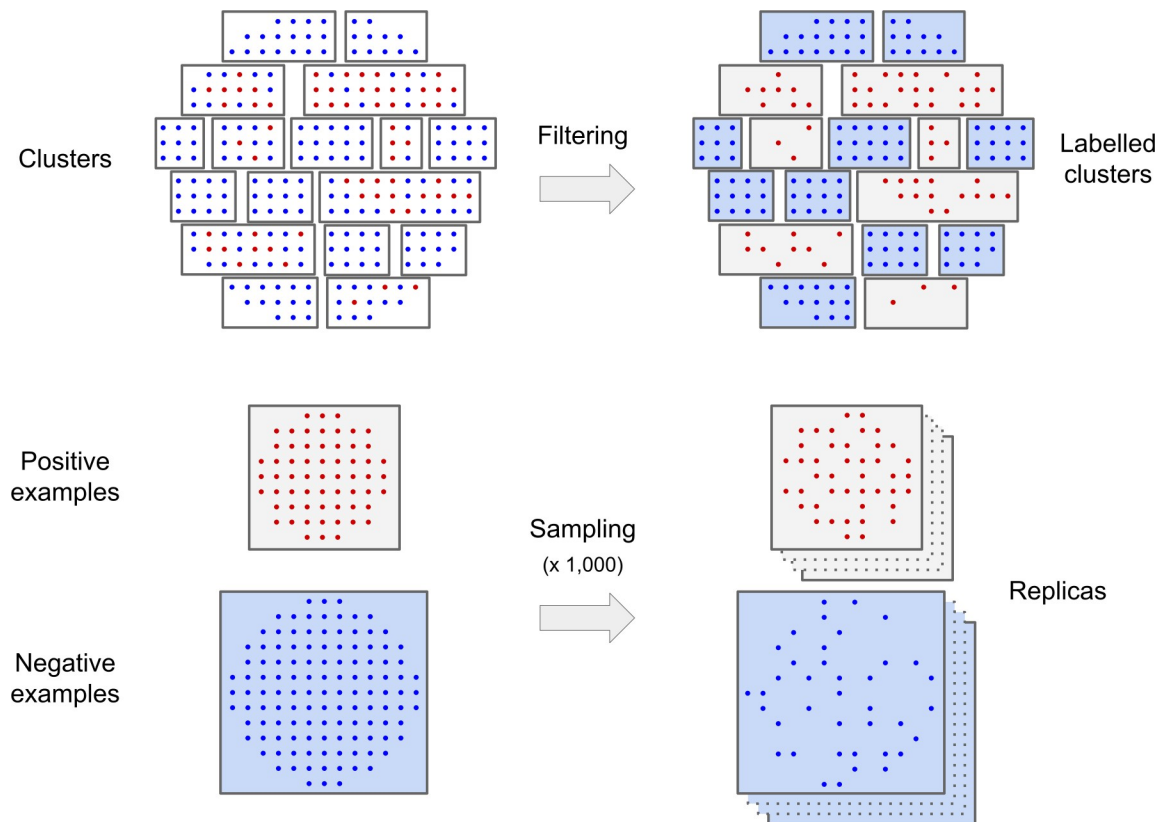 Clusters
Filtering
Labelled
clusters
Positive
examples
Sampling
(x 1,000)
Replicas
Negative
examples